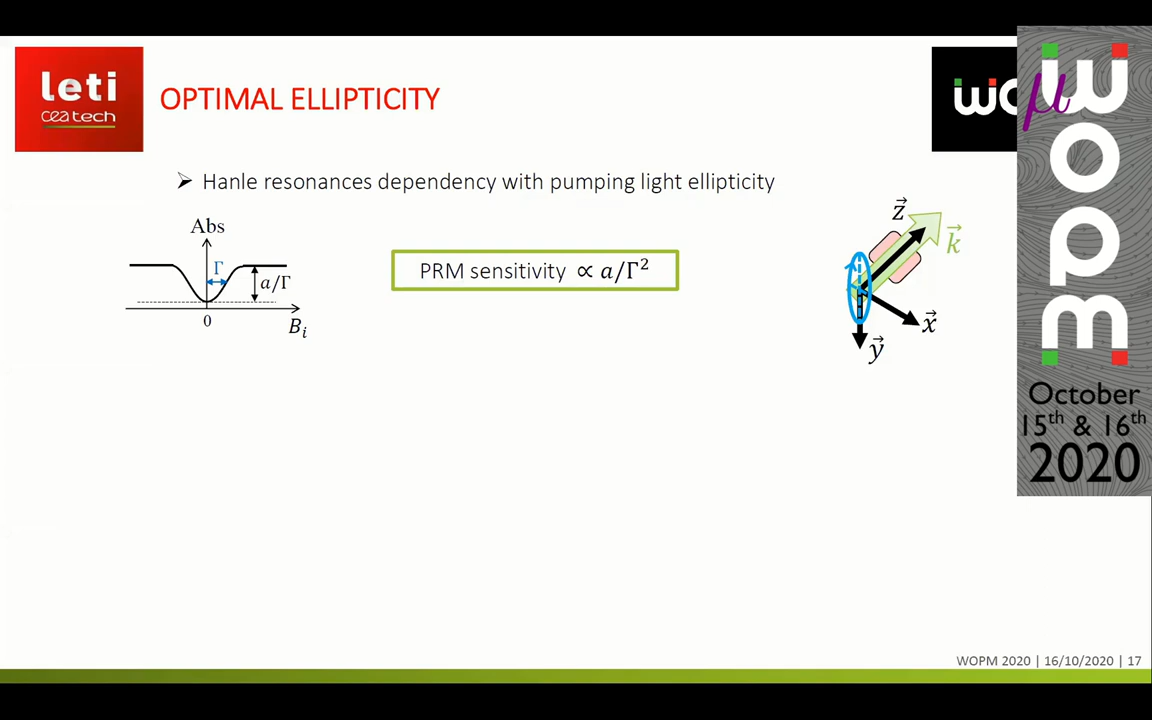 leti
cea tech
OPTIMAL ELLIPTICITY
➤ Hanle resonances dependency with pumping light ellipticity
Abs
Γ
a/Γ
0
B_i
PRM sensitivity ∝ a/Γ²
z⃗
k⃗
x⃗
y⃗
μ
wopm
October
15th & 16th
2020
WOPM 2020 | 16/10/2020 | 17